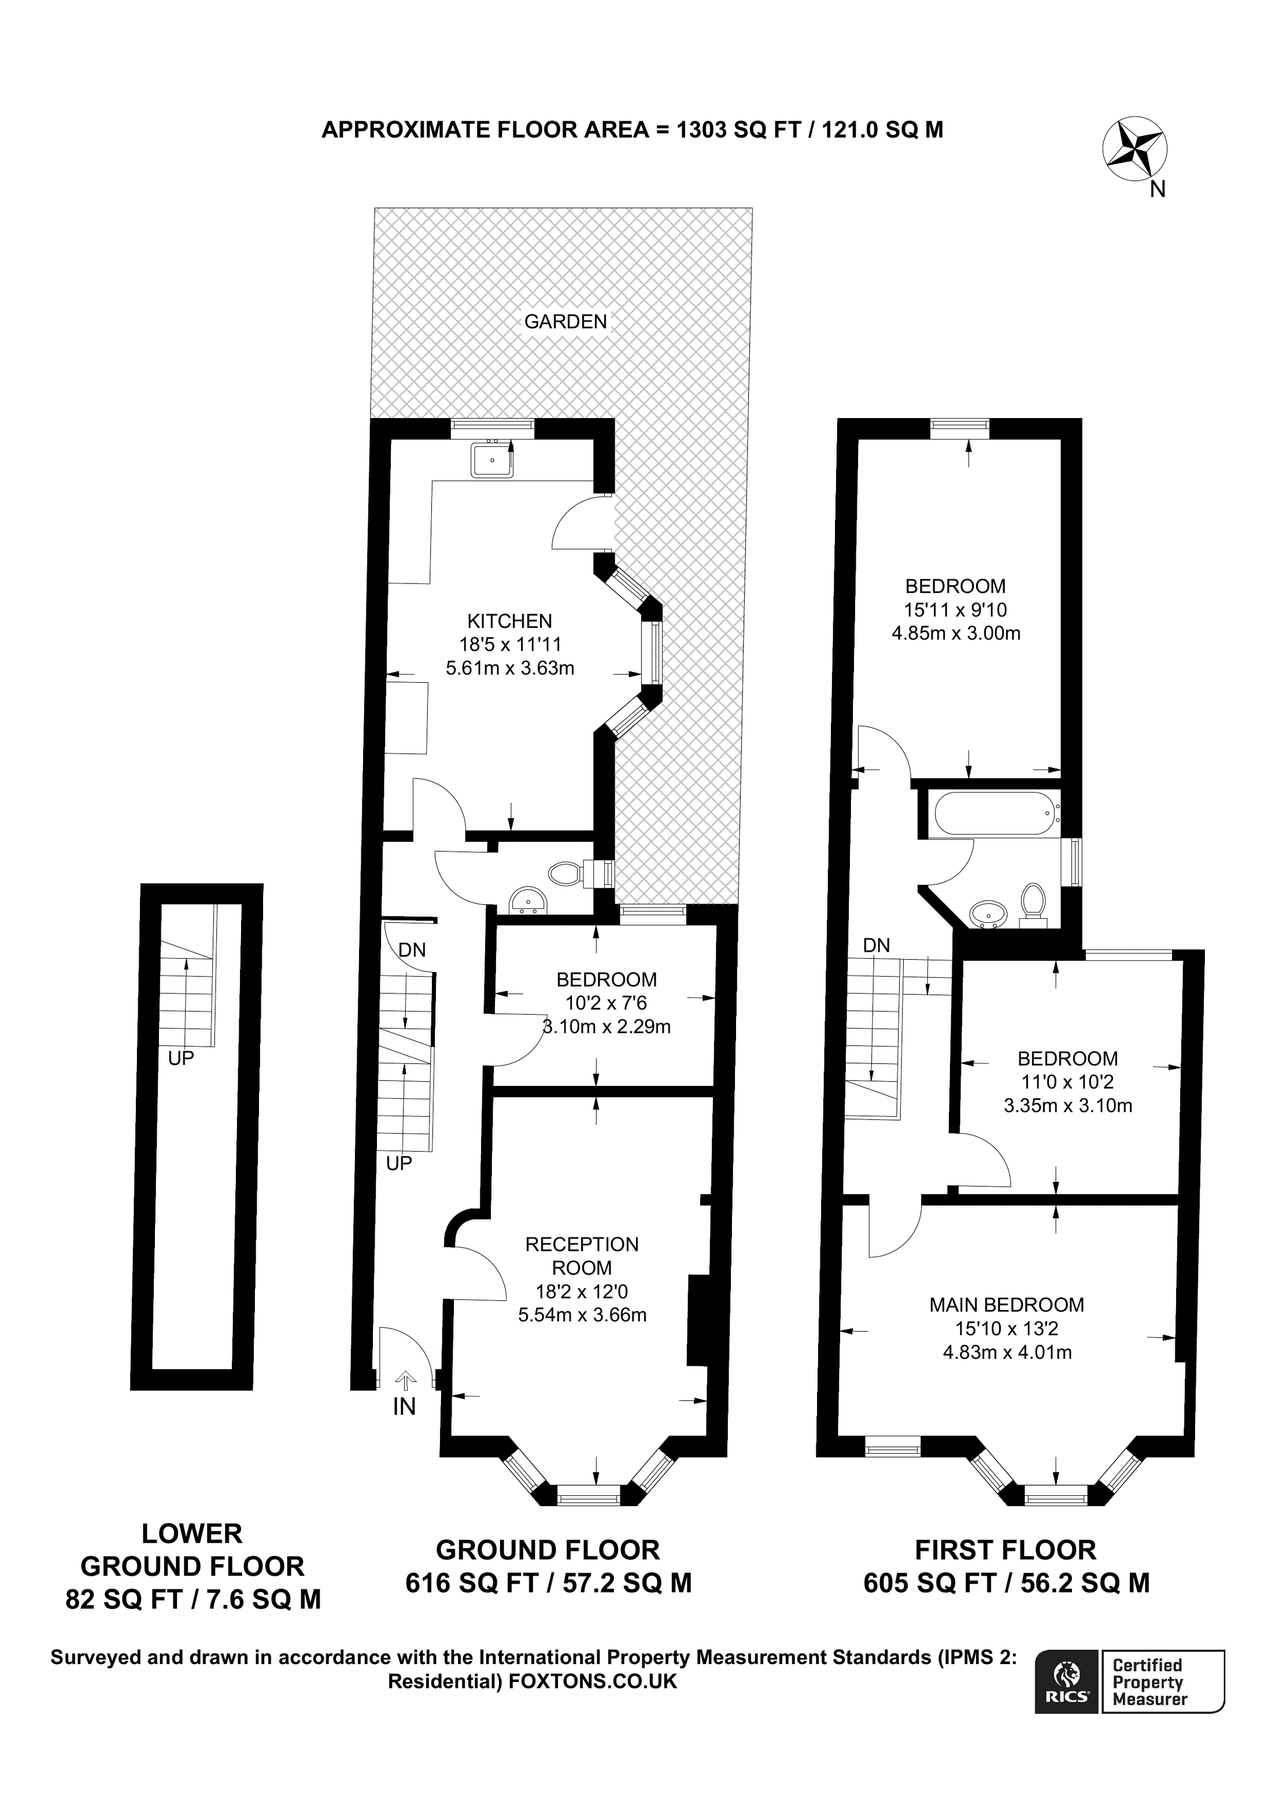 APPROXIMATE FLOOR AREA = 1303 SQ FT / 121.0 SQ M
N
GARDEN
KITCHEN
18'5 x 11'11
5.61m x 3.63m
BEDROOM
15'11 x 9'10
4.85m x 3.00m
DN
BEDROOM
10'2 x 7'6
3.10m x 2.29m
UP
UP
DN
BEDROOM
11'0 x 10'2
3.35m x 3.10m
RECEPTION
ROOM
18'2 x 12'0
5.54m x 3.66m
MAIN BEDROOM
15'10 x 13'2
4.83m x 4.01m
IN
LOWER
GROUND FLOOR
82 SQ FT / 7.6 SQ M
GROUND FLOOR
616 SQ FT / 57.2 SQ M
FIRST FLOOR
605 SQ FT / 56.2 SQ M
Surveyed and drawn in accordance with the International Property Measurement Standards (IPMS 2:
Residential) FOXTONS.CO.UK
RICS
Certified
Property
Measurer